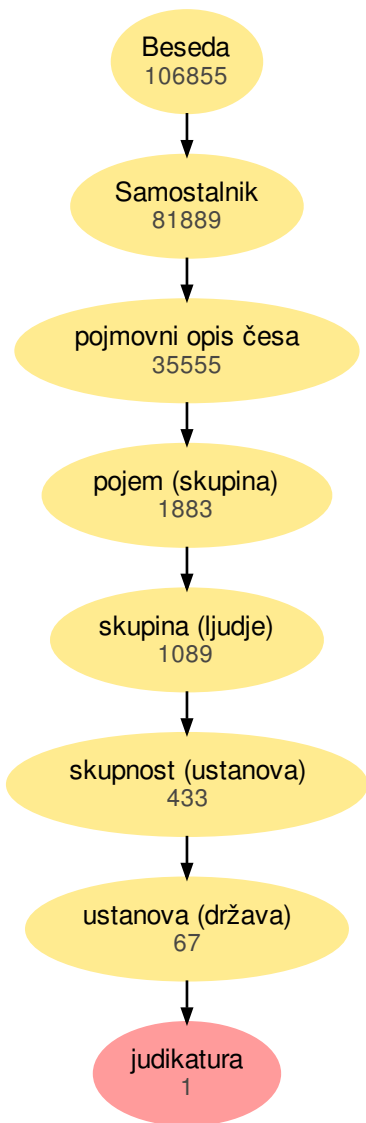 Beseda
106855
Samostalnik
81889
pojmovni opis česa
35555
pojem (skupina)
1883
skupina (ljudje)
1089
skupnost (ustanova)
433
ustanova (država)
67
judikatura
1